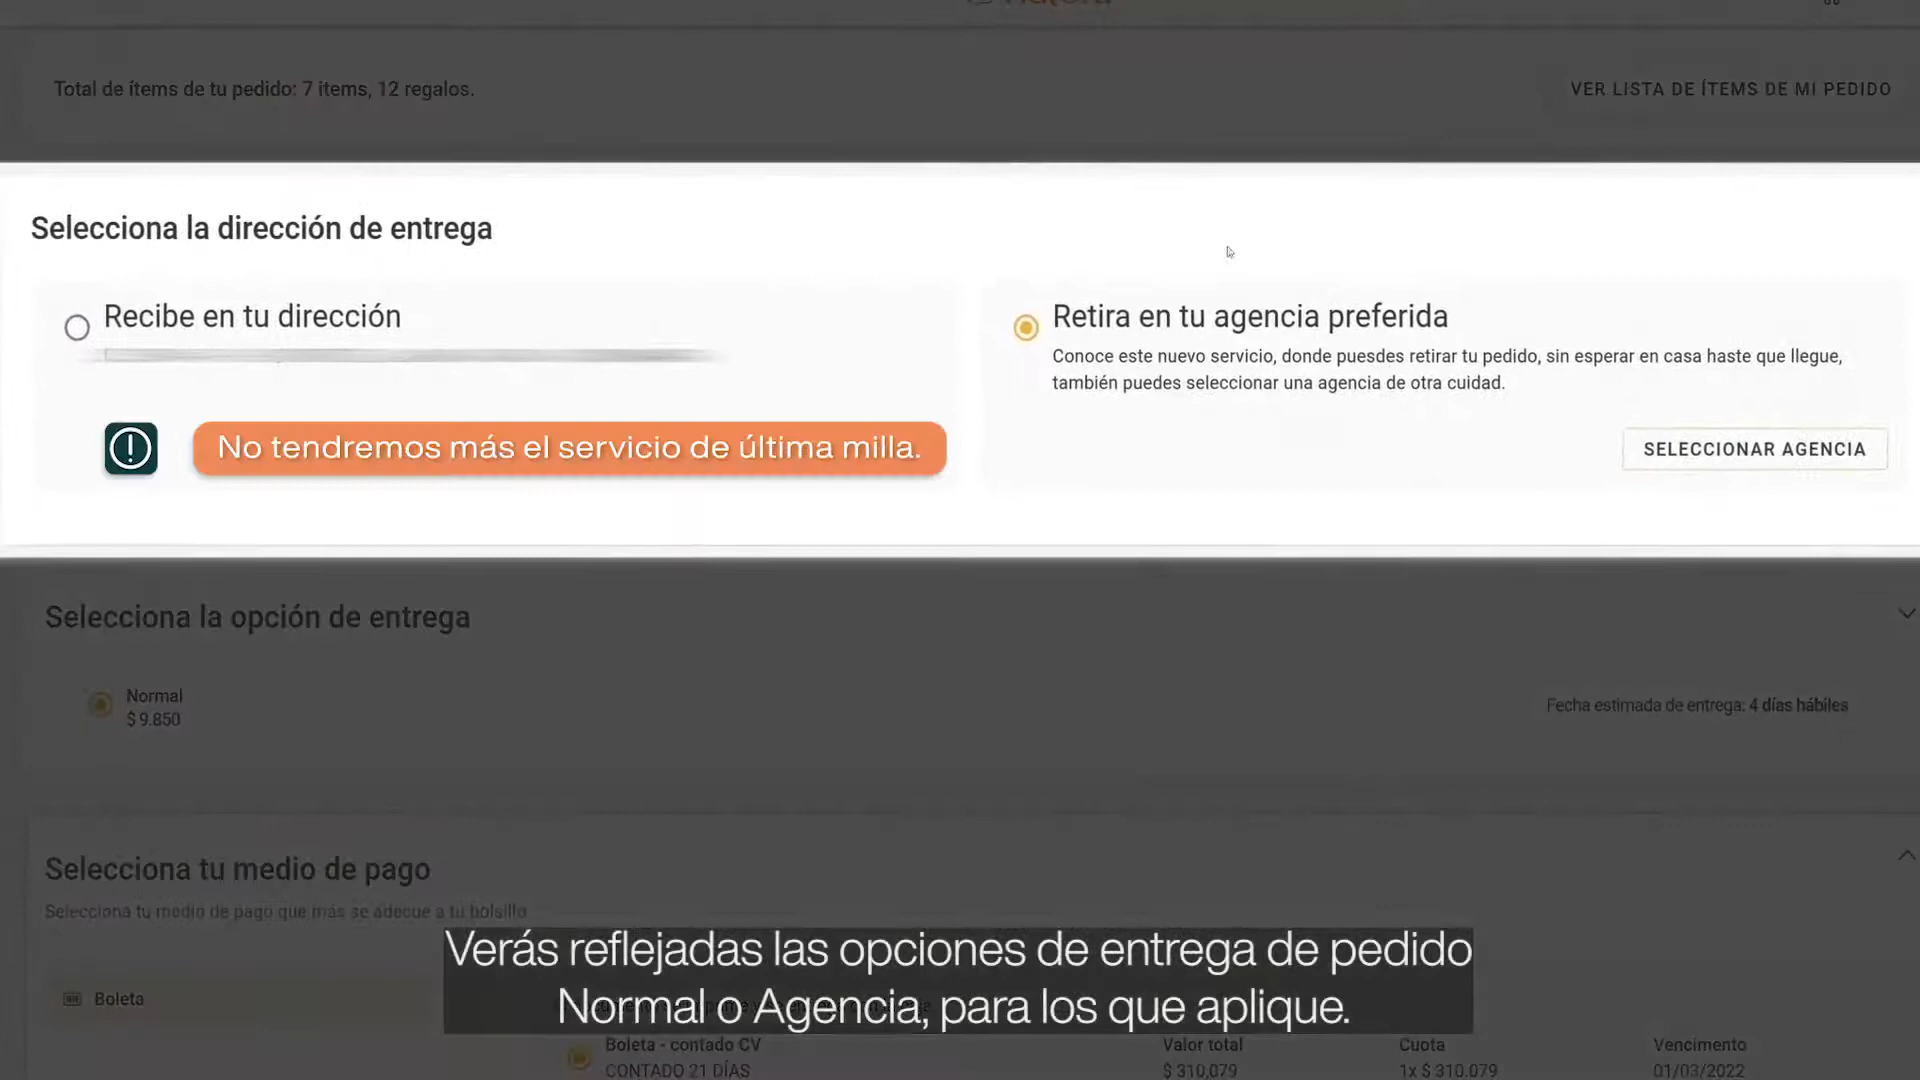 Total de ítems de tu pedido: 7 items, 12 regalos.
VER LISTA DE ÍTEMS DE MI PEDIDO
Selecciona la dirección de entrega
Recibe en tu dirección
No tendremos más el servicio de última milla.
Retira en tu agencia preferida
Conoce este nuevo servicio, donde puesdes retirar tu pedido, sin esperar en casa haste que llegue,
también puedes seleccionar una agencia de otra cuidad.
SELECCIONAR AGENCIA
Selecciona la opción de entrega
Normal
$ 9.850
Fecha estimada de entrega: 4 días hábiles
Selecciona tu medio de pago
Selecciona tu medio de pago que más se adecue a tu bolsillo
Boleta
Verás reflejadas las opciones de entrega de pedido
Normal o Agencia, para los que aplique.
Boleta - contado CV
CONTADO 21 DÍAS
Valor total
$ 310,079
Cuota
1x $ 310.079
Vencimiento
01/03/2022